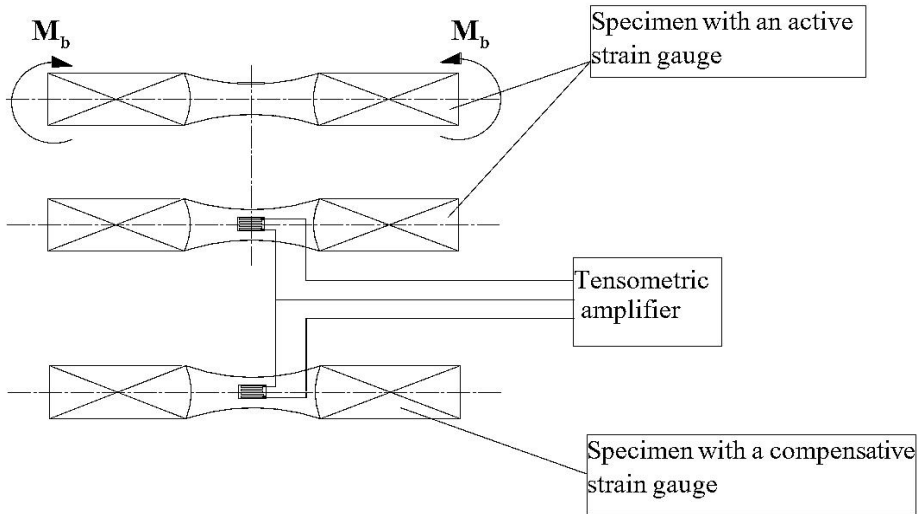 M_b
M_b
Specimen with an active
strain gauge
Tensometric
amplifier
Specimen with a compensative
strain gauge